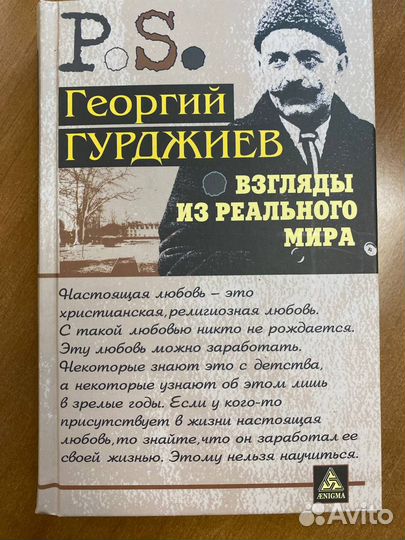 P.S.
Георгий
ГУРДЖИЕВ
ВЗГЛЯДЫ
ИЗ РЕАЛЬНОГО
МИРА
Настоящая любовь – это
христианская, религиозная любовь.
С такой любовью никто не рождается.
Эту любовь можно заработать.
Некоторые знают это с детства,
а некоторые узнают об этом лишь
в зрелые годы. Если у кого-то
присутствует в жизни настоящая
любовь, то знайте, что он заработал ее
своей жизнью. Этому нельзя научиться.
ÆNIGMA
Avito